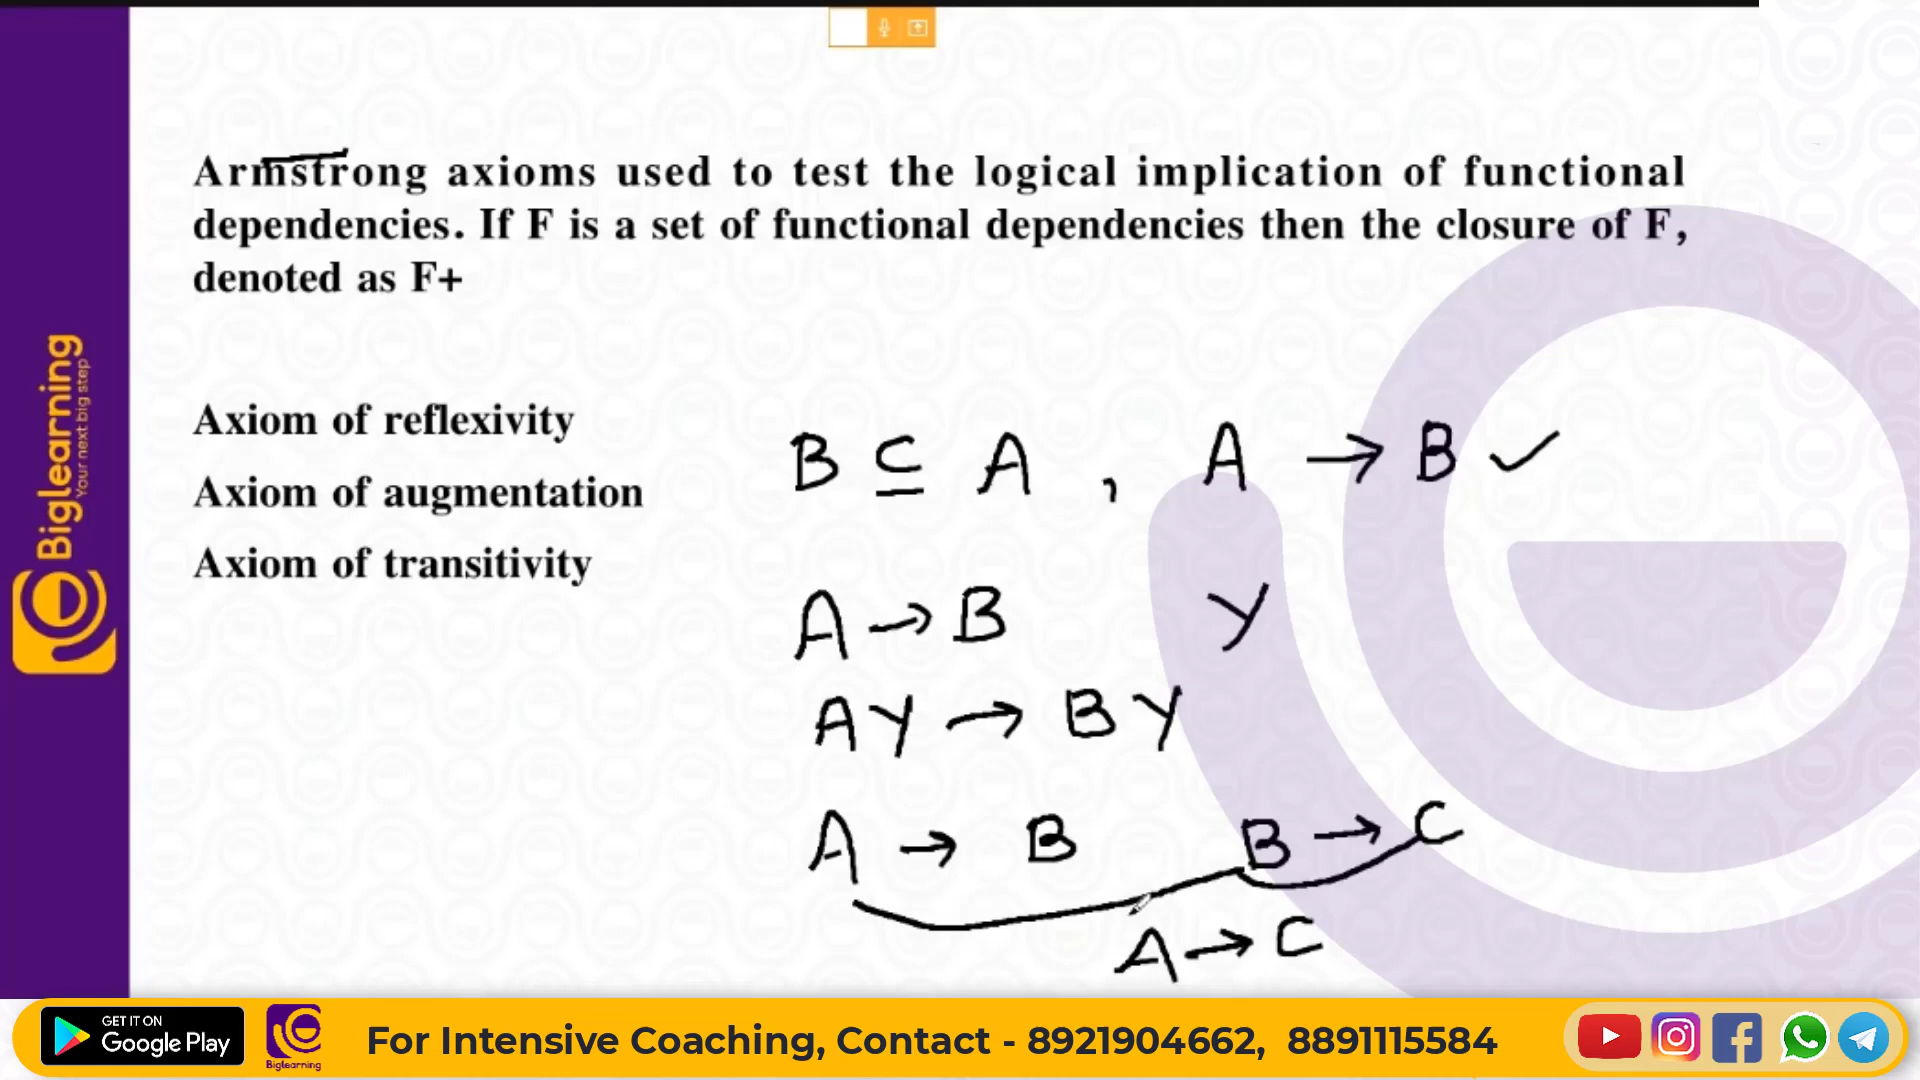 Armstrong axioms used to test the logical implication of functional
dependencies. If F is a set of functional dependencies then the closure of F,
denoted as F+
Axiom of reflexivity
Axiom of augmentation
Axiom of transitivity
B ⊆ A , A → B ✓
A → B Y
AY → BY
A → B B → C
A → C
Biglearning
Your next big step
GET IT ON
Google Play
Biglearning
For Intensive Coaching, Contact - 8921904662, 8891115584